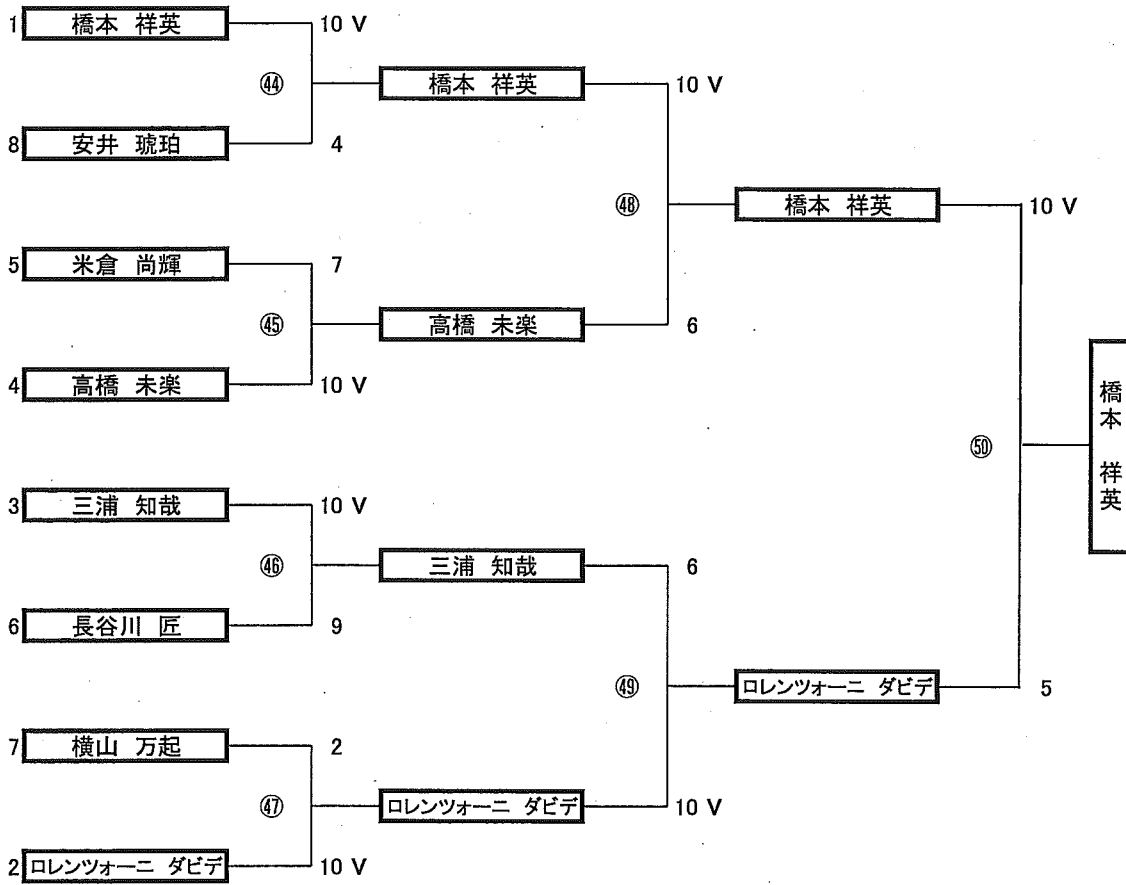 1 橋本 祥英 10 V
㊹ 橋本 祥英 10 V
8 安井 琥珀 4
㊽ 橋本 祥英 10 V
5 米倉 尚輝 7
㊺ 高橋 未楽 6
4 高橋 未楽 10 V
㊿ 橋本 祥英
3 三浦 知哉 10 V
㊻ 三浦 知哉 6
6 長谷川 匠 9
㊾ ロレンツォーニ ダビデ 5
7 横山 万起 2
㊼ ロレンツォーニ ダビデ 10 V
2 ロレンツォーニ ダビデ 10 V